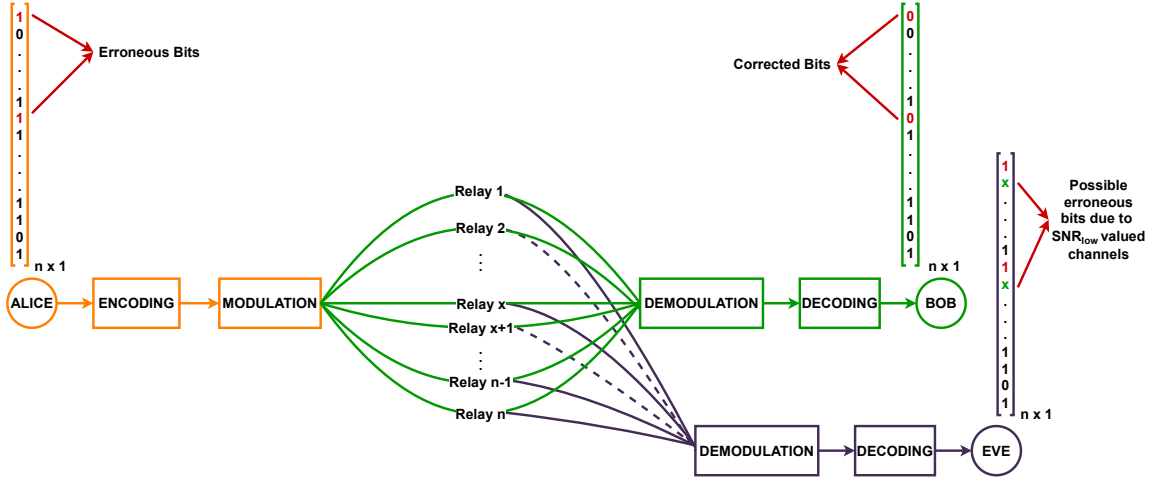 1
0
.
.
.
1
1
1
.
.
.
1
1
0
1
n x 1
Erroneous Bits
Corrected Bits
0
0
.
.
.
1
0
1
.
.
.
1
1
0
1
n x 1
1
x
.
.
.
1
1
x
.
.
.
1
1
0
1
n x 1
Possible
erroneous
bits due to
SNRlow valued
channels
ALICE
ENCODING
MODULATION
Relay 1
Relay 2
...
Relay x
Relay x+1
...
Relay n-1
Relay n
DEMODULATION
DECODING
BOB
DEMODULATION
DECODING
EVE